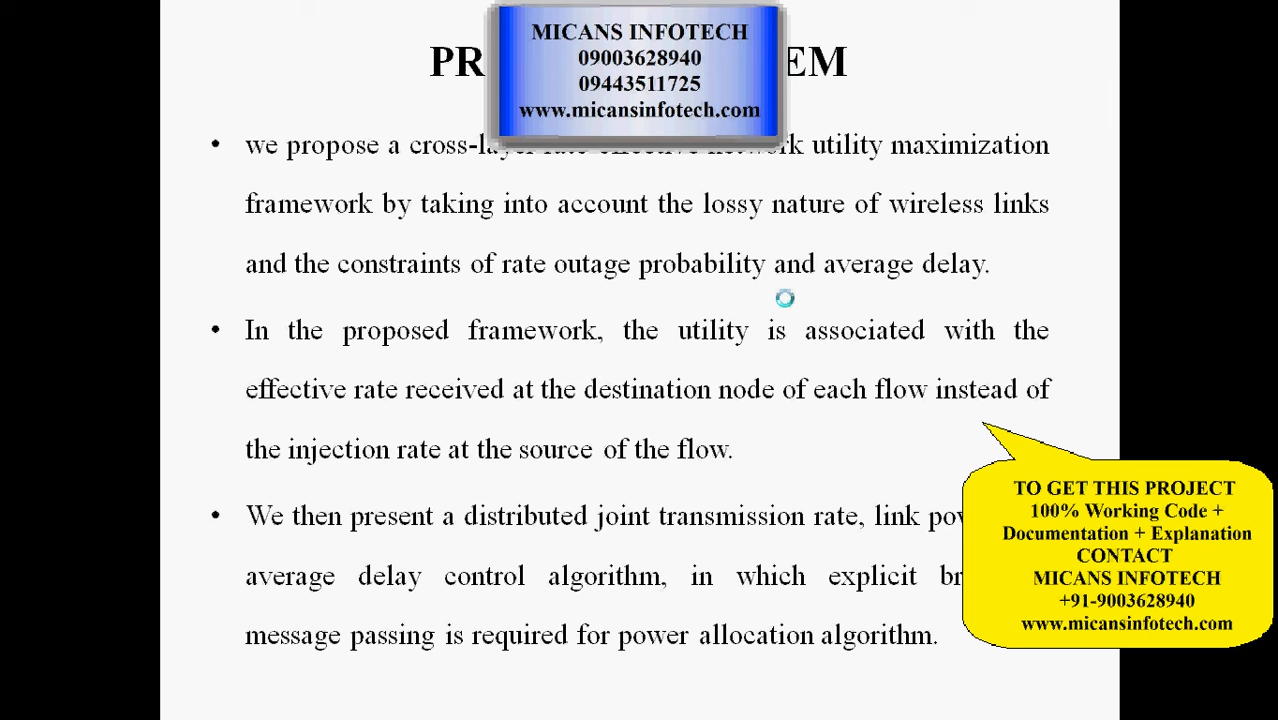 MICANS INFOTECH
09003628940
09443511725
www.micansinfotech.com
PR EM
• we propose a cross-layer rate effective network utility maximization
framework by taking into account the lossy nature of wireless links
and the constraints of rate outage probability and average delay.
• In the proposed framework, the utility is associated with the
effective rate received at the destination node of each flow instead of
the injection rate at the source of the flow.
• We then present a distributed joint transmission rate, link
average delay control algorithm, in which explicit
message passing is required for power allocation algorithm.
TO GET THIS PROJECT
100% Working Code +
Documentation + Explanation
CONTACT
MICANS INFOTECH
+91-9003628940
www.micansinfotech.com